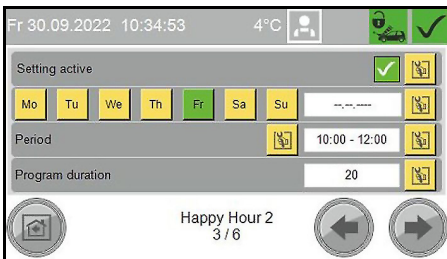 Fr 30.09.2022 10:34:53 4°C
Setting active
Mo Tu We Th Fr Sa Su --.--.----
Period 10:00 - 12:00
Program duration 20
Happy Hour 2
3 / 6